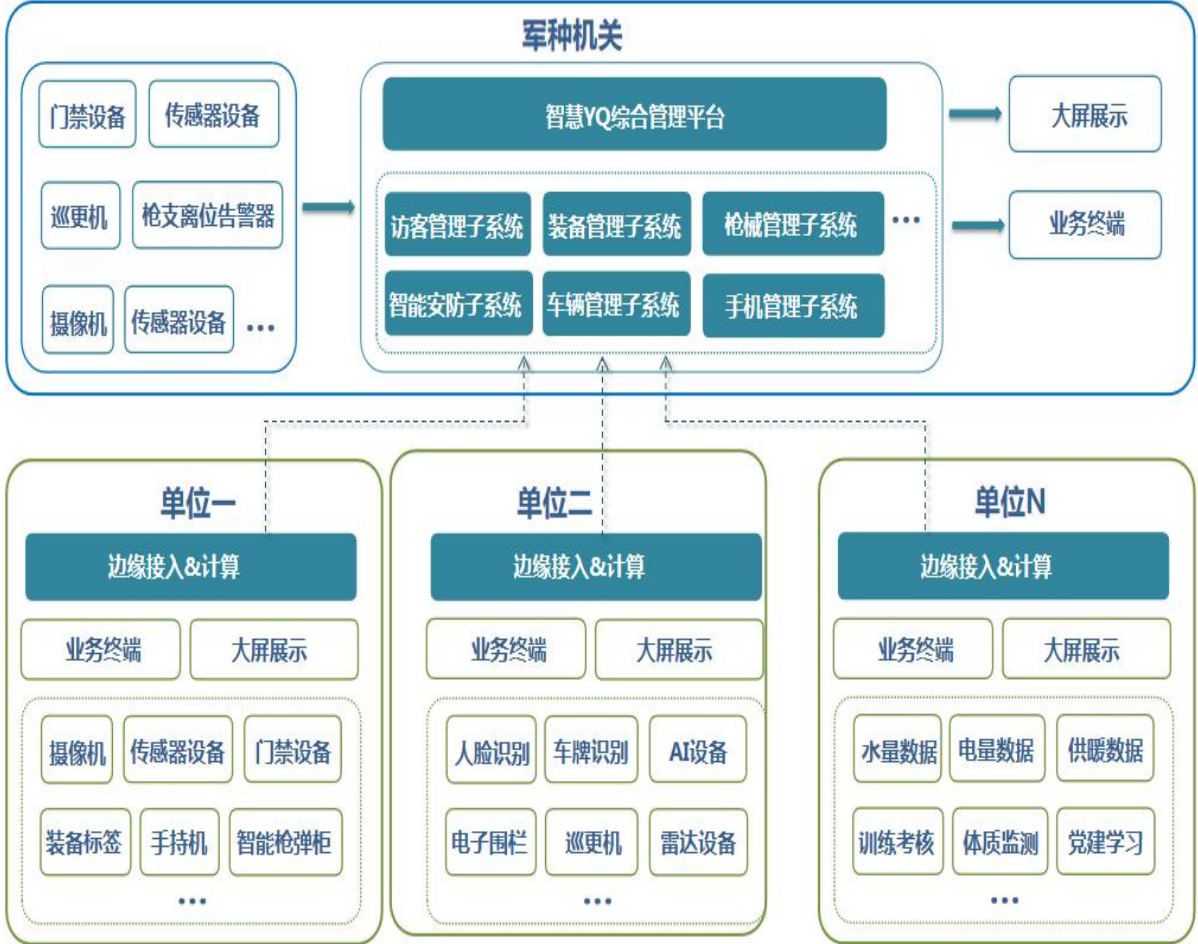 军种机关
门禁设备
传感器设备
巡更机
枪支离位告警器
摄像机
传感器设备
...
智慧YQ综合管理平台
访客管理子系统
装备管理子系统
枪械管理子系统
...
智能安防子系统
车辆管理子系统
手机管理子系统
大屏展示
业务终端
单位一
边缘接入&计算
业务终端
大屏展示
摄像机
传感器设备
门禁设备
装备标签
手持机
智能枪弹柜
...
单位二
边缘接入&计算
业务终端
大屏展示
人脸识别
车牌识别
AI设备
电子围栏
巡更机
雷达设备
...
单位N
边缘接入&计算
业务终端
大屏展示
水量数据
电量数据
供暖数据
训练考核
体质监测
党建学习
...